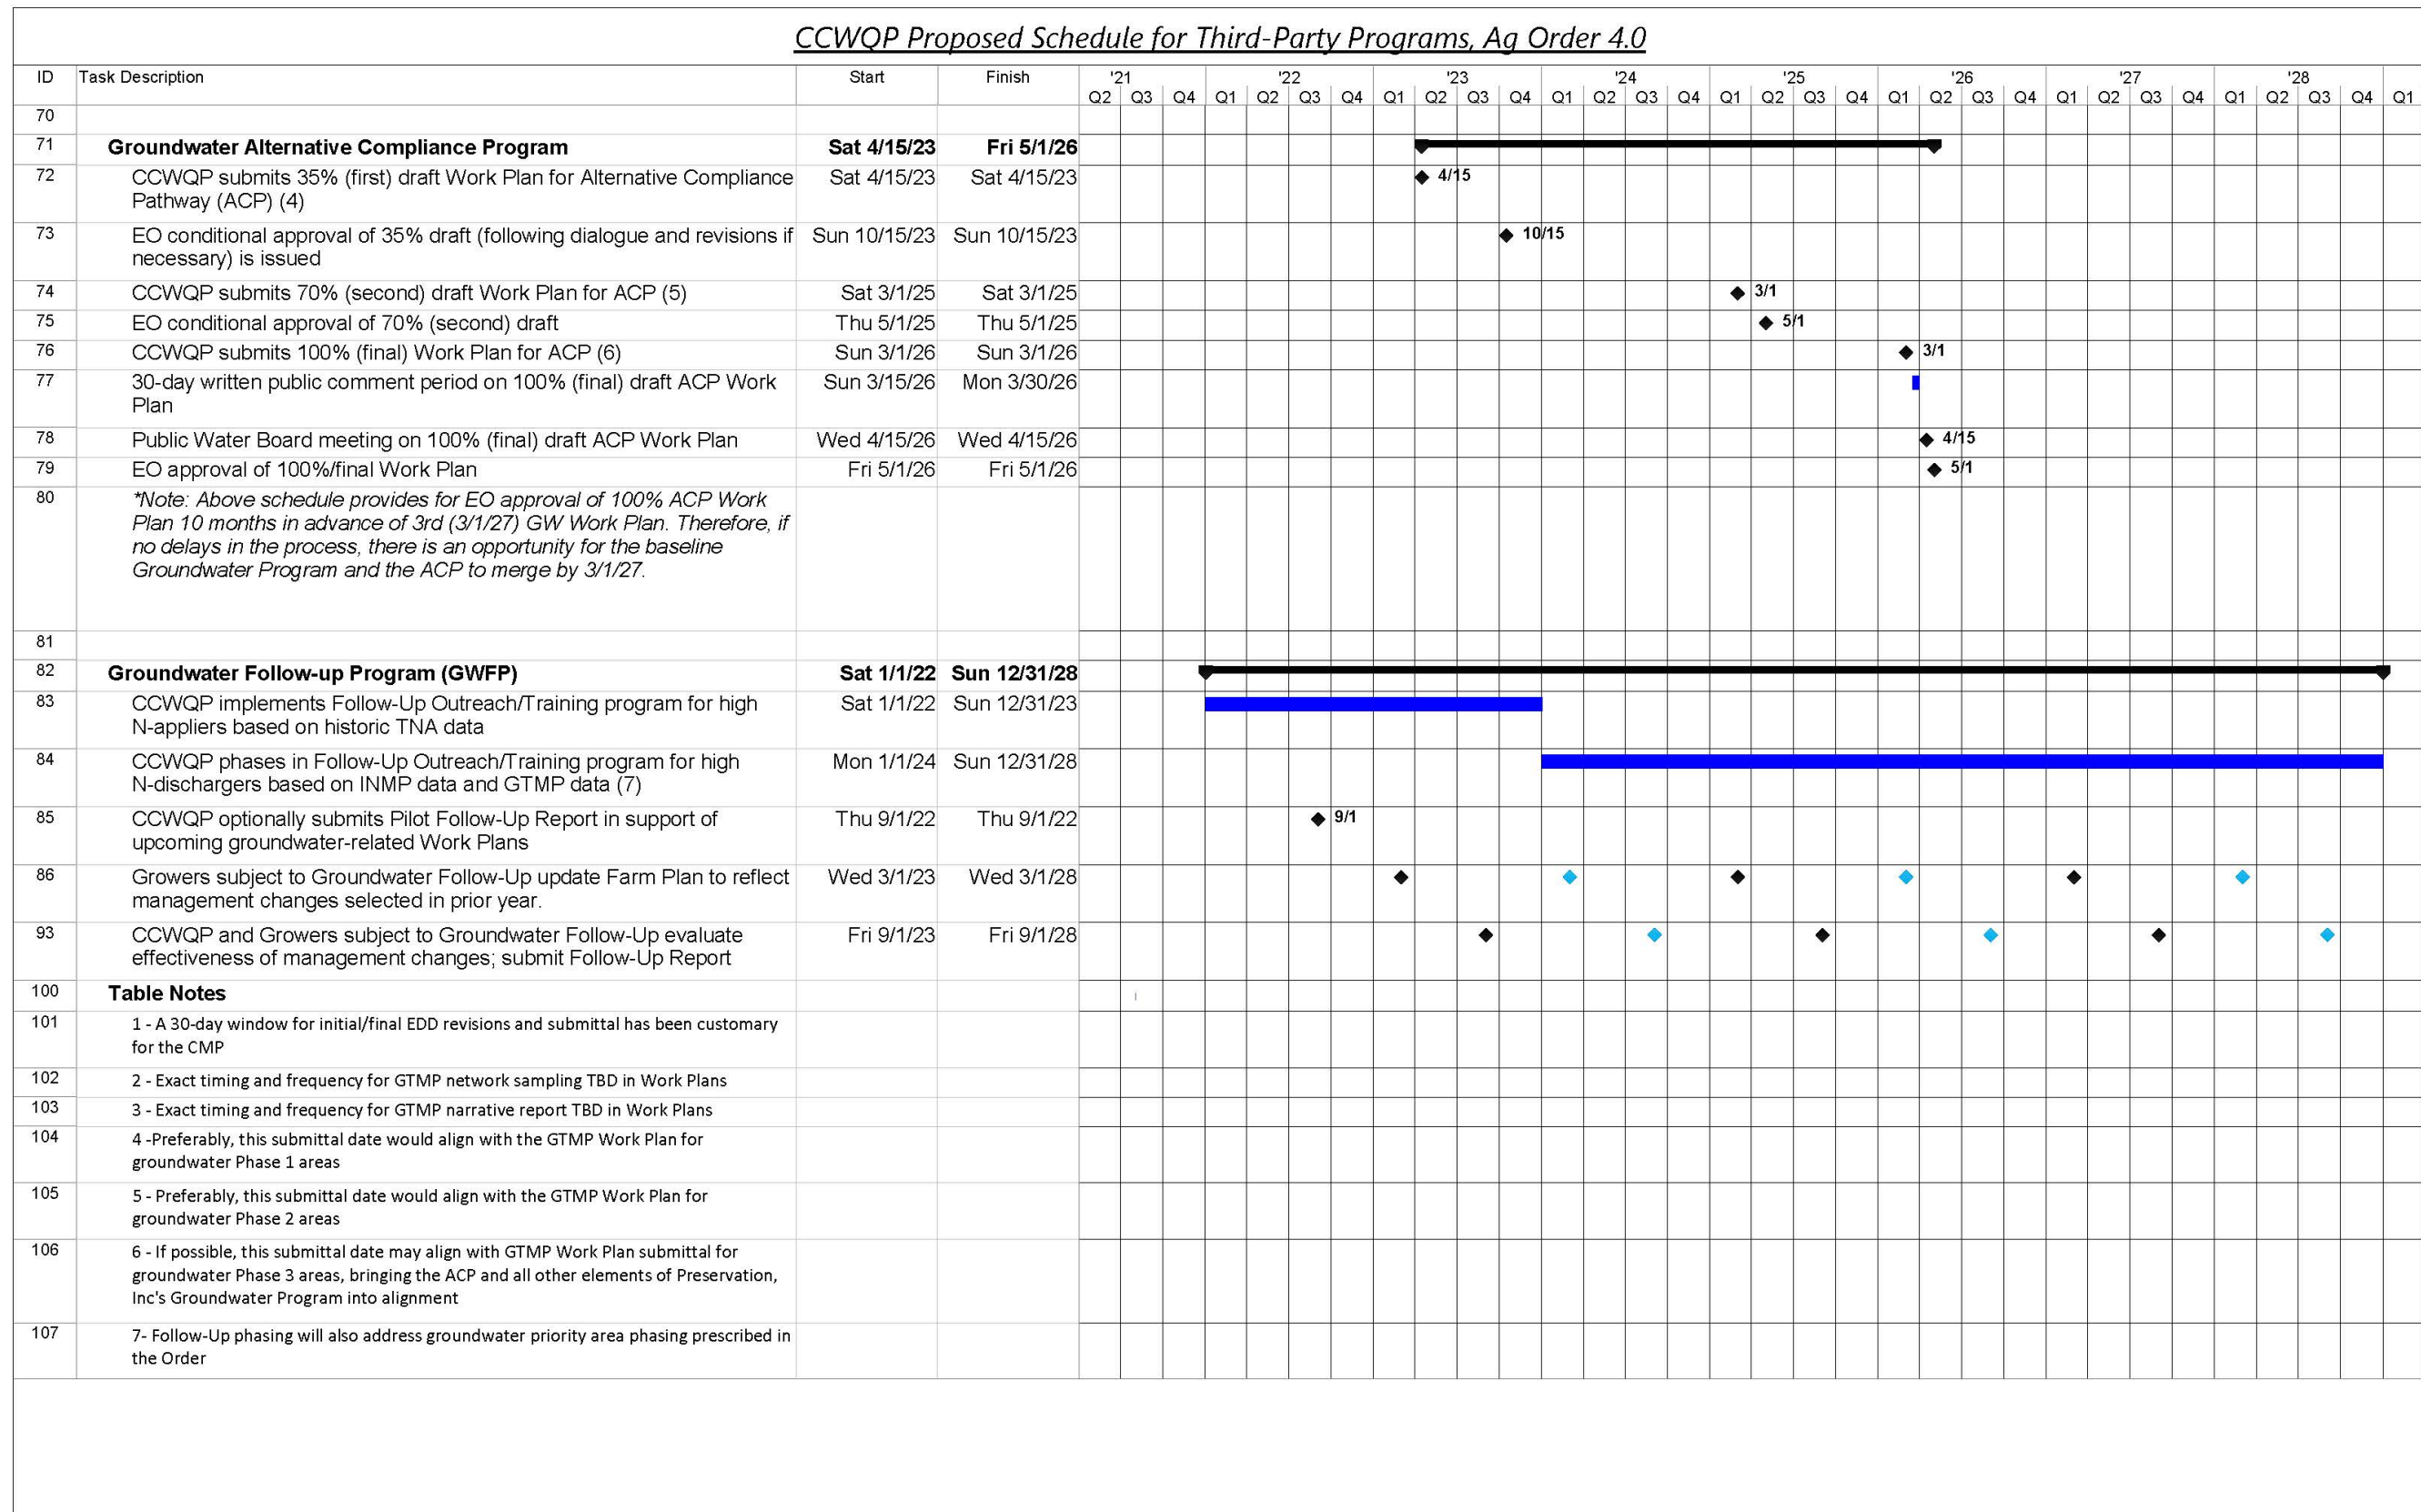 CCWQP Proposed Schedule for Third-Party Programs, Ag Order 4.0
ID Task Description Start Finish '21 '22 '23 '24 '25 '26 '27 '28
Q2 Q3 Q4 Q1 Q2 Q3 Q4 Q1 Q2 Q3 Q4 Q1 Q2 Q3 Q4 Q1 Q2 Q3 Q4 Q1 Q2 Q3 Q4 Q1 Q2 Q3 Q4 Q1 Q2 Q3 Q4 Q1
70
71 Groundwater Alternative Compliance Program Sat 4/15/23 Fri 5/1/26
72 CCWQP submits 35% (first) draft Work Plan for Alternative Compliance Sat 4/15/23 Sat 4/15/23 4/15
Pathway (ACP) (4)
73 EO conditional approval of 35% draft (following dialogue and revisions if Sun 10/15/23 Sun 10/15/23 10/15
necessary) is issued
74 CCWQP submits 70% (second) draft Work Plan for ACP (5) Sat 3/1/25 Sat 3/1/25 3/1
75 EO conditional approval of 70% (second) draft Thu 5/1/25 Thu 5/1/25 5/1
76 CCWQP submits 100% (final) Work Plan for ACP (6) Sun 3/1/26 Sun 3/1/26 3/1
77 30-day written public comment period on 100% (final) draft ACP Work Sun 3/15/26 Mon 3/30/26
Plan
78 Public Water Board meeting on 100% (final) draft ACP Work Plan Wed 4/15/26 Wed 4/15/26 4/15
79 EO approval of 100%/final Work Plan Fri 5/1/26 Fri 5/1/26 5/1
80 *Note: Above schedule provides for EO approval of 100% ACP Work
Plan 10 months in advance of 3rd (3/1/27) GW Work Plan. Therefore, if
no delays in the process, there is an opportunity for the baseline
Groundwater Program and the ACP to merge by 3/1/27.
81
82 Groundwater Follow-up Program (GWFP) Sat 1/1/22 Sun 12/31/28
83 CCWQP implements Follow-Up Outreach/Training program for high Sat 1/1/22 Sun 12/31/23
N-appliers based on historic TNA data
84 CCWQP phases in Follow-Up Outreach/Training program for high Mon 1/1/24 Sun 12/31/28
N-dischargers based on INMP data and GTMP data (7)
85 CCWQP optionally submits Pilot Follow-Up Report in support of Thu 9/1/22 Thu 9/1/22 9/1
upcoming groundwater-related Work Plans
86 Growers subject to Groundwater Follow-Up update Farm Plan to reflect Wed 3/1/23 Wed 3/1/28
management changes selected in prior year.
93 CCWQP and Growers subject to Groundwater Follow-Up evaluate Fri 9/1/23 Fri 9/1/28
effectiveness of management changes; submit Follow-Up Report
100 Table Notes
101 1 - A 30-day window for initial/final EDD revisions and submittal has been customary
for the CMP
102 2 - Exact timing and frequency for GTMP network sampling TBD in Work Plans
103 3 - Exact timing and frequency for GTMP narrative report TBD in Work Plans
104 4 -Preferably, this submittal date would align with the GTMP Work Plan for
groundwater Phase 1 areas
105 5 - Preferably, this submittal date would align with the GTMP Work Plan for
groundwater Phase 2 areas
106 6 - If possible, this submittal date may align with GTMP Work Plan submittal for
groundwater Phase 3 areas, bringing the ACP and all other elements of Preservation,
Inc's Groundwater Program into alignment
107 7- Follow-Up phasing will also address groundwater priority area phasing prescribed in
the Order